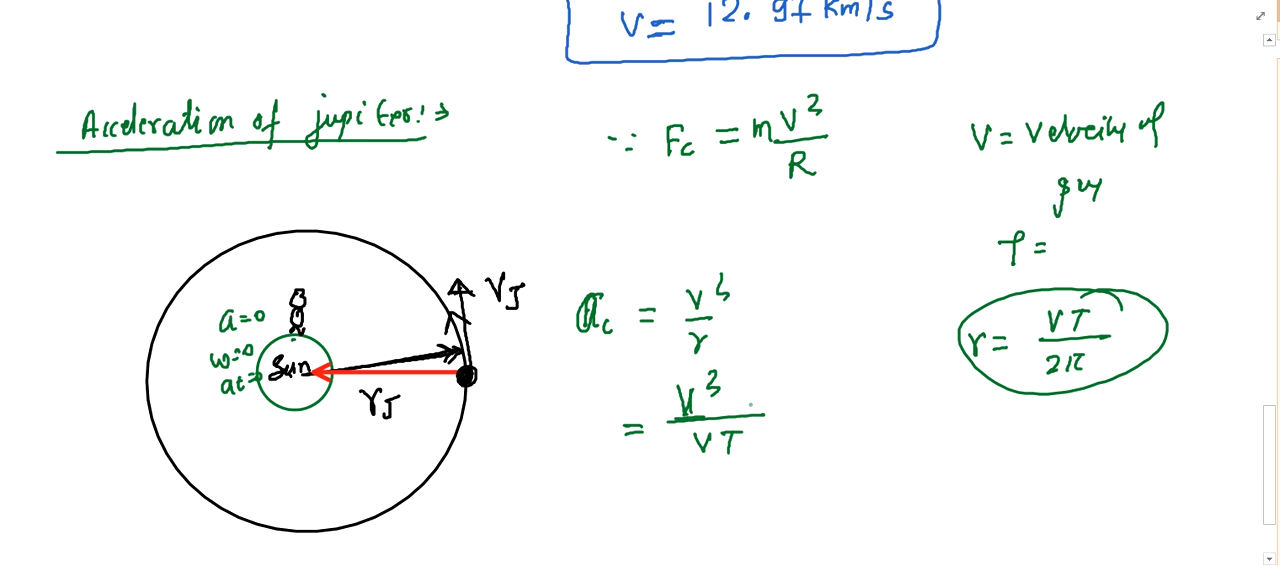 V = 12.97 km/s
Acceleration of jupiter:→
∵ Fc = mv²/R
V = Velocity of
T =
r = VT/2π
ac = v²/r
= v²/VT
VJ
a=0
w=0
at=0
Sun
rJ